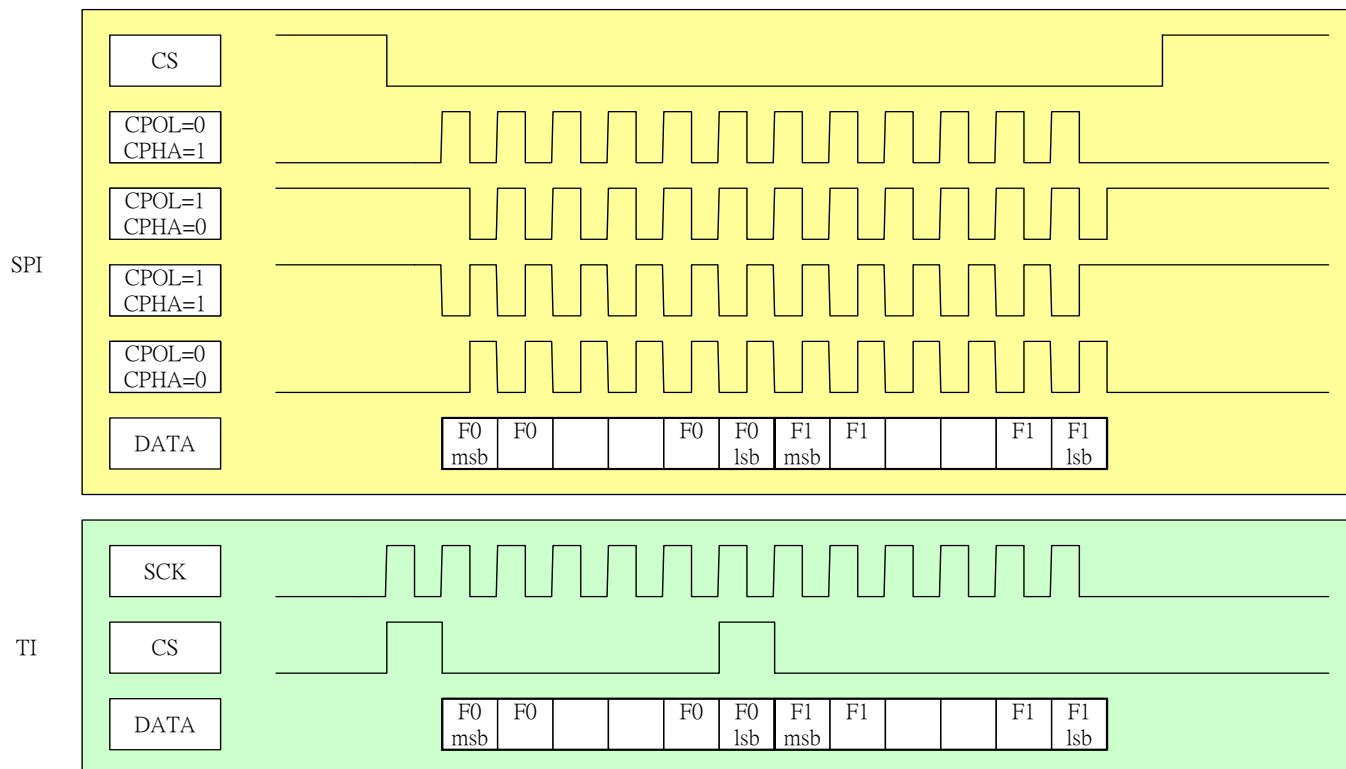 SPI
CS
CPOL=0
CPHA=1
CPOL=1
CPHA=0
CPOL=1
CPHA=1
CPOL=0
CPHA=0
DATA
F0 F0 F0 F0 F1 F1 F1 F1
msb lsb msb lsb
TI
SCK
CS
DATA
F0 F0 F0 F0 F1 F1 F1 F1
msb lsb msb lsb